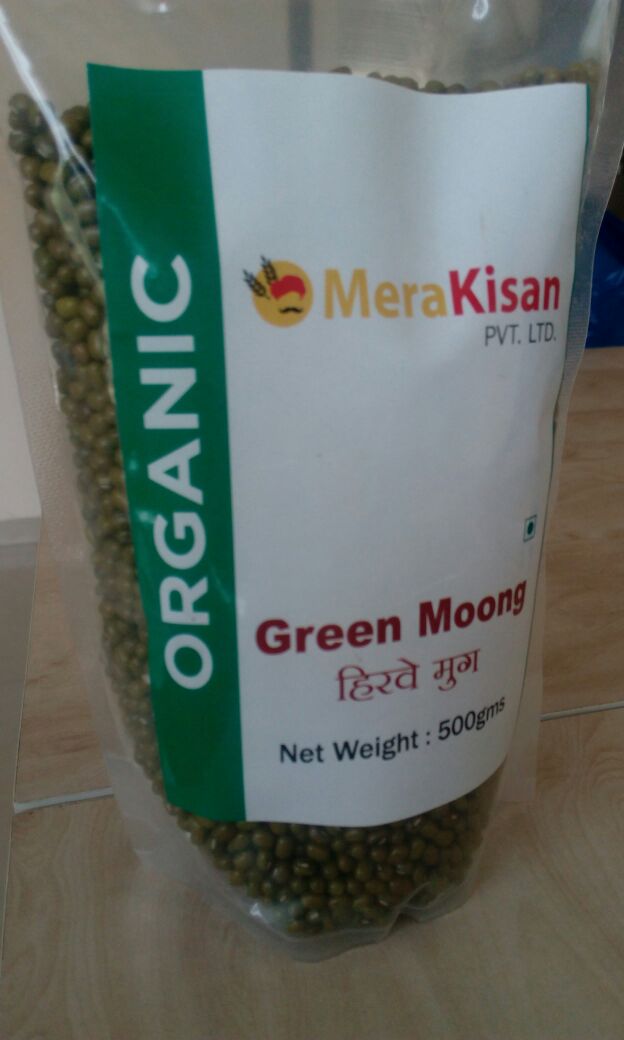 ORGANIC
MeraKisan
PVT. LTD.
Green Moong
हिरवे मुग
Net Weight : 500gms